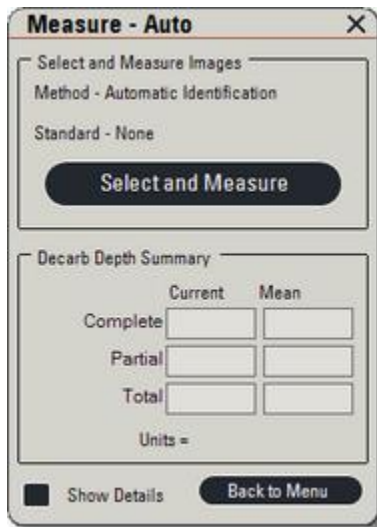 Measure - Auto
Select and Measure Images
Method - Automatic Identification
Standard - None
Select and Measure
Decarb Depth Summary
Current Mean
Complete
Partial
Total
Units =
Show Details Back to Menu